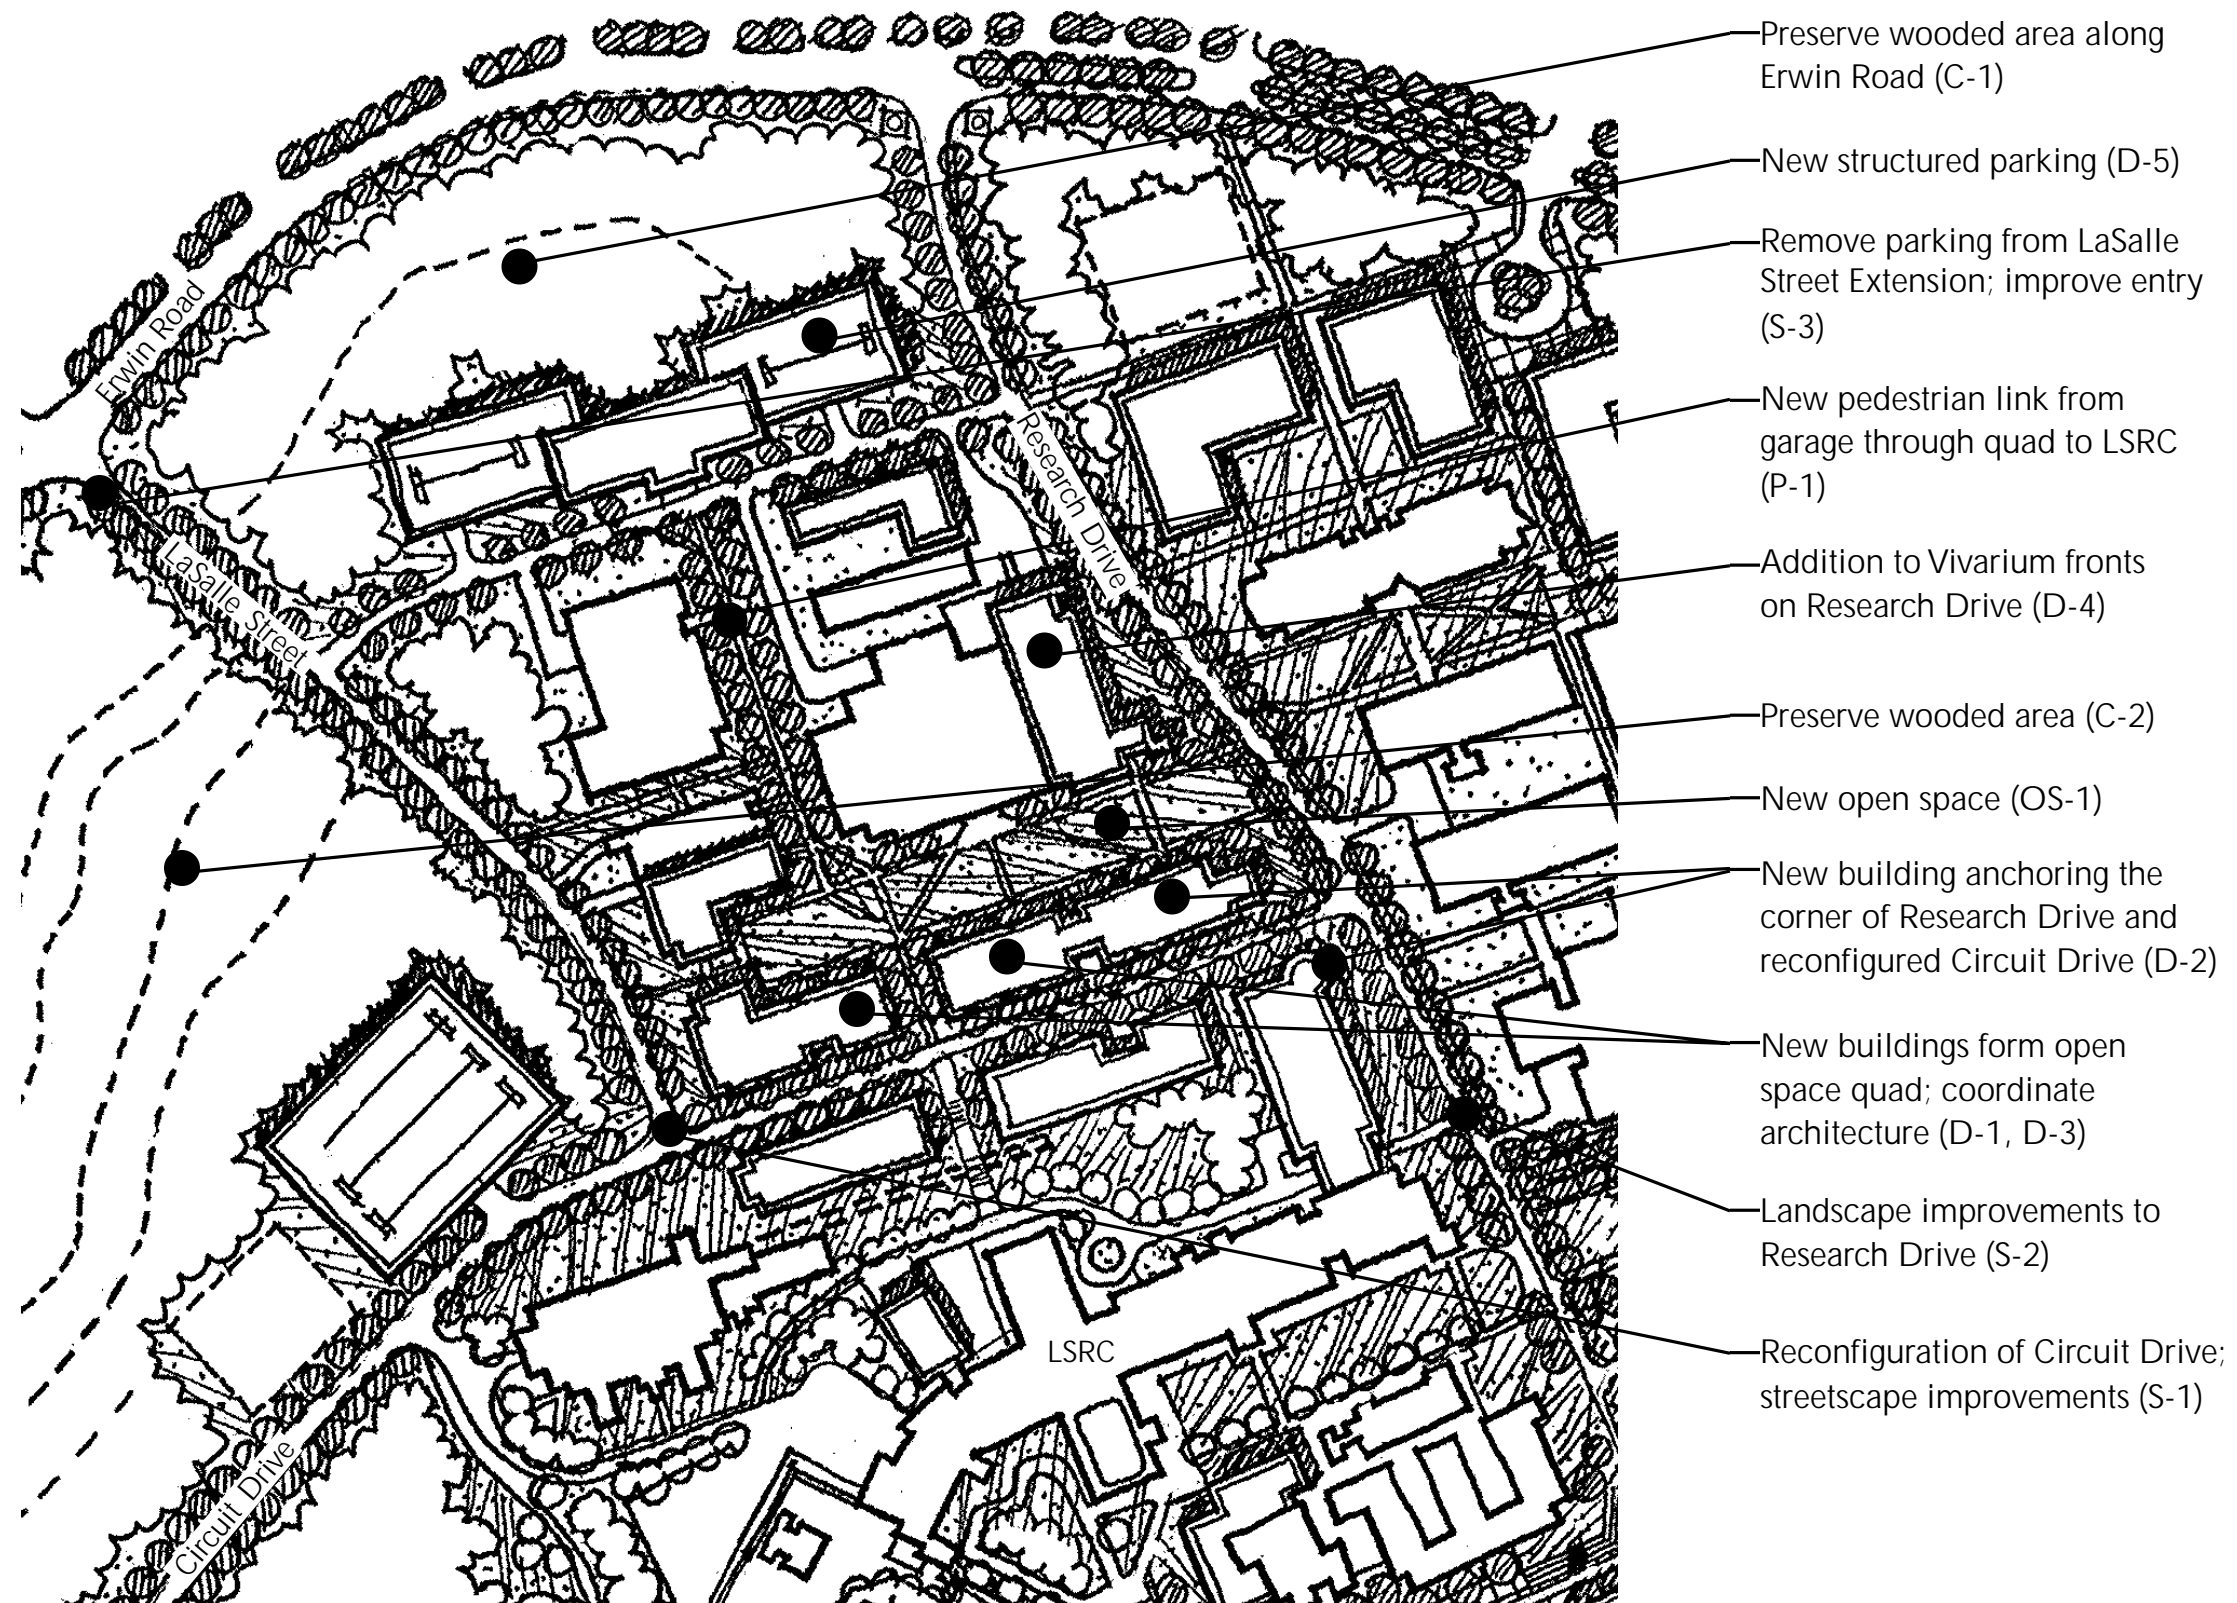 Preserve wooded area along
Erwin Road (C-1)
New structured parking (D-5)
Remove parking from LaSalle
Street Extension; improve entry
(S-3)
New pedestrian link from
garage through quad to LSRC
(P-1)
Addition to Vivarium fronts
on Research Drive (D-4)
Preserve wooded area (C-2)
New open space (OS-1)
New building anchoring the
corner of Research Drive and
reconfigured Circuit Drive (D-2)
New buildings form open
space quad; coordinate
architecture (D-1, D-3)
Landscape improvements to
Research Drive (S-2)
Reconfiguration of Circuit Drive;
streetscape improvements (S-1)
Erwin Road
Research Drive
LaSalle Street
LSRC
Circuit Drive